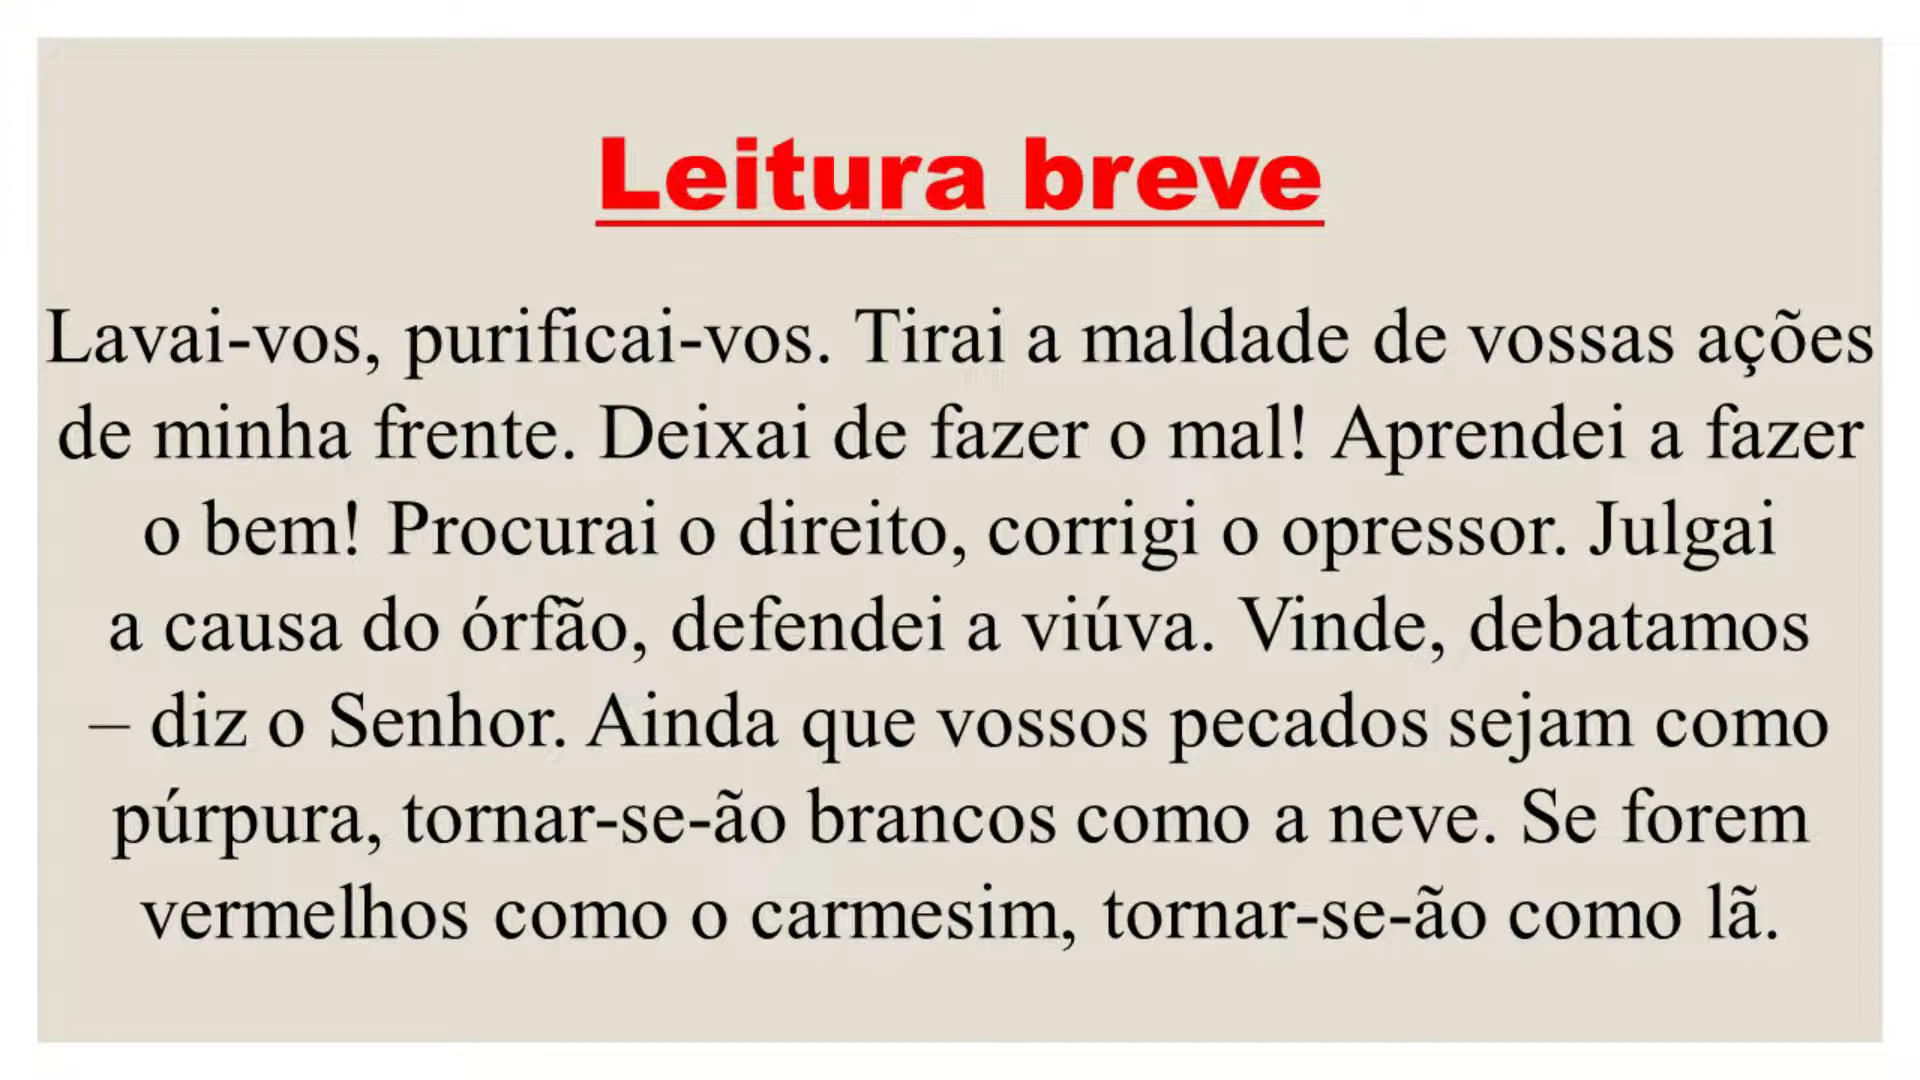 Leitura breve
Lavai-vos, purificai-vos. Tirai a maldade de vossas ações
de minha frente. Deixai de fazer o mal! Aprendei a fazer
o bem! Procurai o direito, corrigi o opressor. Julgai
a causa do órfão, defendei a viúva. Vinde, debatamos
– diz o Senhor. Ainda que vossos pecados sejam como
púrpura, tornar-se-ão brancos como a neve. Se forem
vermelhos como o carmesim, tornar-se-ão como lã.